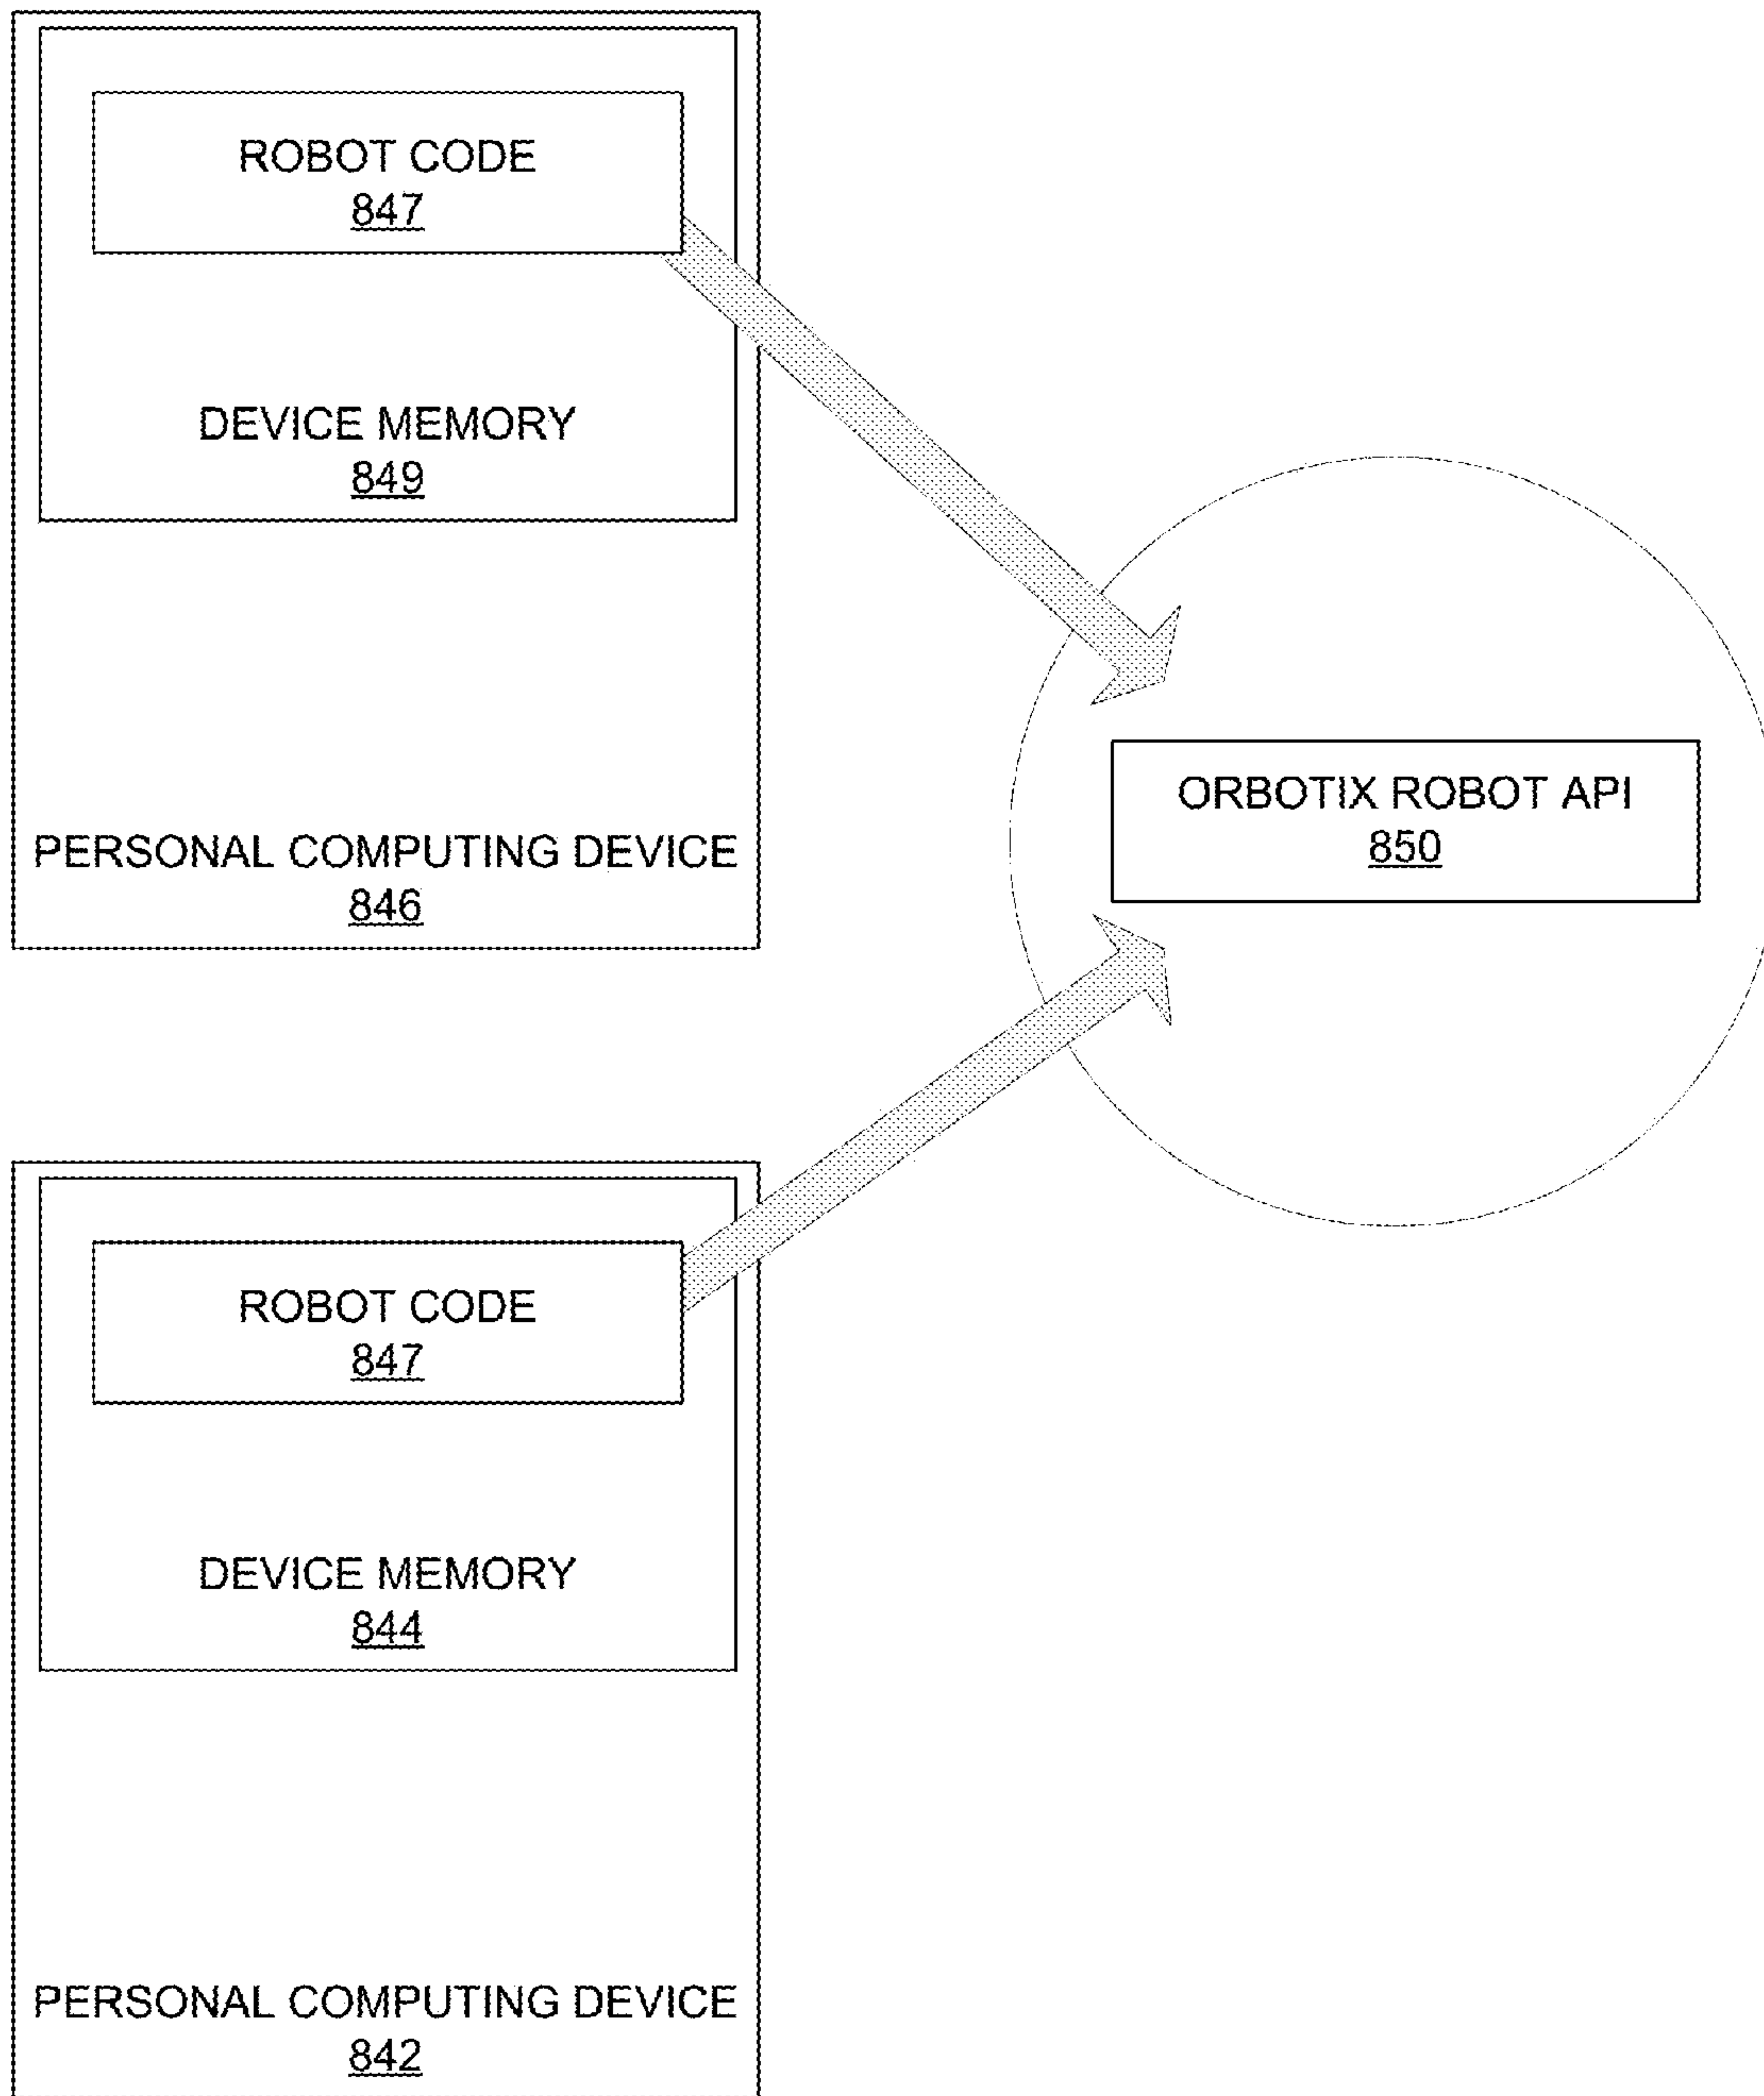 ROBOT CODE
847
DEVICE MEMORY
849
PERSONAL COMPUTING DEVICE
846
ORBOTIX ROBOT API
850
ROBOT CODE
847
DEVICE MEMORY
844
PERSONAL COMPUTING DEVICE
842